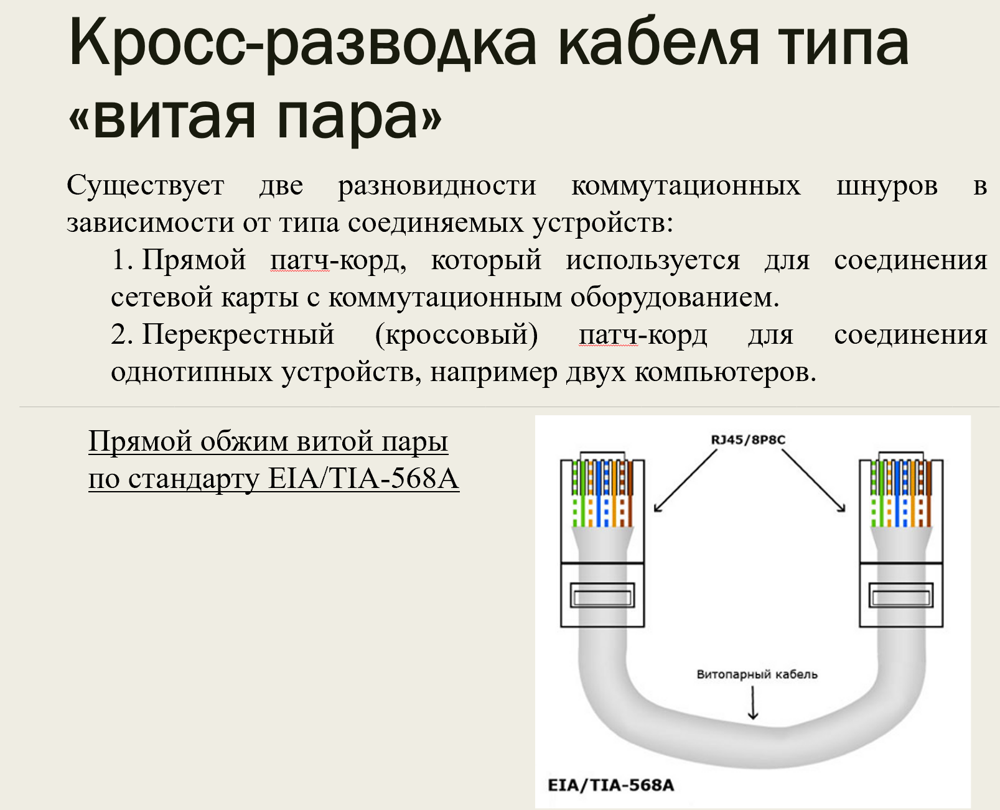 Кросс-разводка кабеля типа
«витая пара»
Существует две разновидности коммутационных шнуров в
зависимости от типа соединяемых устройств:
1. Прямой патч-корд, который используется для соединения
сетевой карты с коммутационным оборудованием.
2. Перекрестный (кроссовый) патч-корд для соединения
однотипных устройств, например двух компьютеров.
Прямой обжим витой пары
по стандарту EIA/TIA-568A
RJ45/8P8C
Витопарный кабель
EIA/TIA-568A